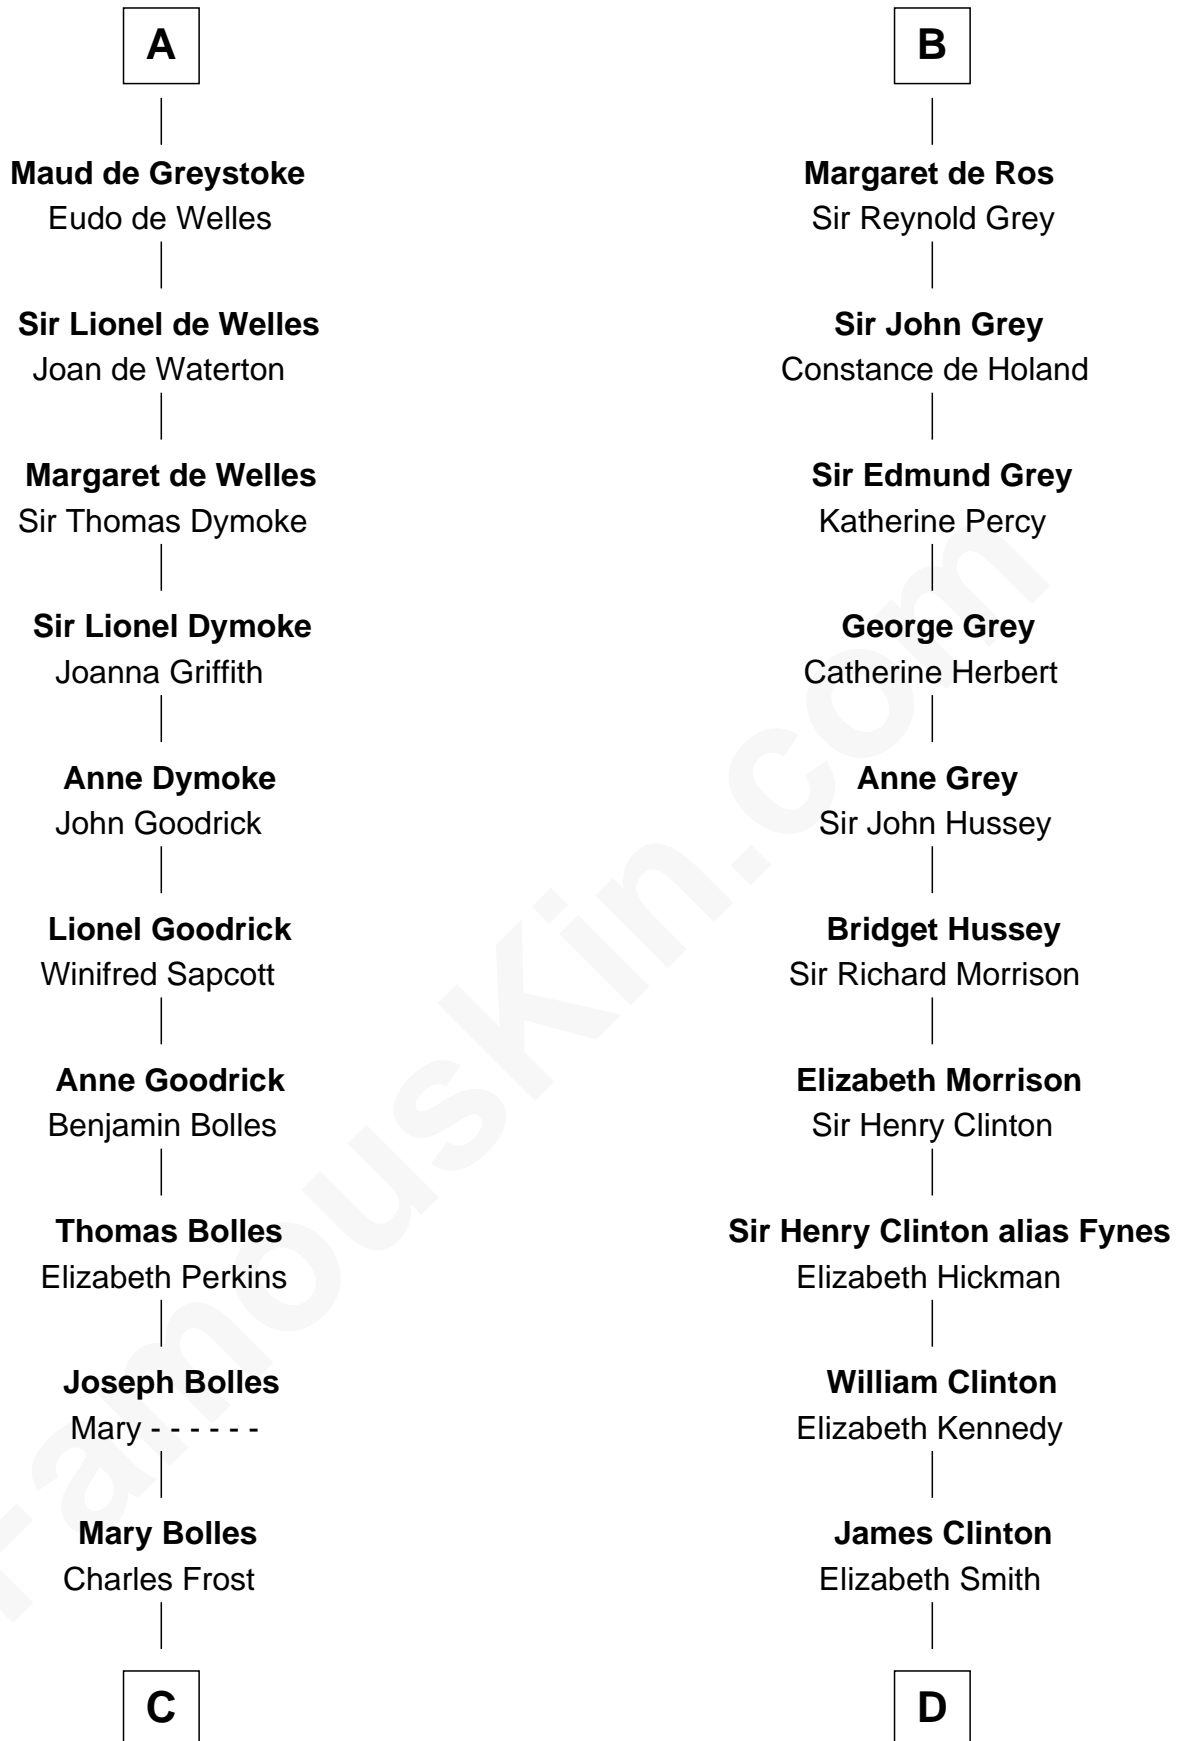 A
Maud de Greystoke
Eudo de Welles
Sir Lionel de Welles
Joan de Waterton
Margaret de Welles
Sir Thomas Dymoke
Sir Lionel Dymoke
Joanna Griffith
Anne Dymoke
John Goodrick
Lionel Goodrick
Winifred Sapcott
Anne Goodrick
Benjamin Bolles
Thomas Bolles
Elizabeth Perkins
Joseph Bolles
Mary - - - - - -
Mary Bolles
Charles Frost
C
B
Margaret de Ros
Sir Reynold Grey
Sir John Grey
Constance de Holand
Sir Edmund Grey
Katherine Percy
George Grey
Catherine Herbert
Anne Grey
Sir John Hussey
Bridget Hussey
Sir Richard Morrison
Elizabeth Morrison
Sir Henry Clinton
Sir Henry Clinton alias Fynes
Elizabeth Hickman
William Clinton
Elizabeth Kennedy
James Clinton
Elizabeth Smith
D
FamousKin.com